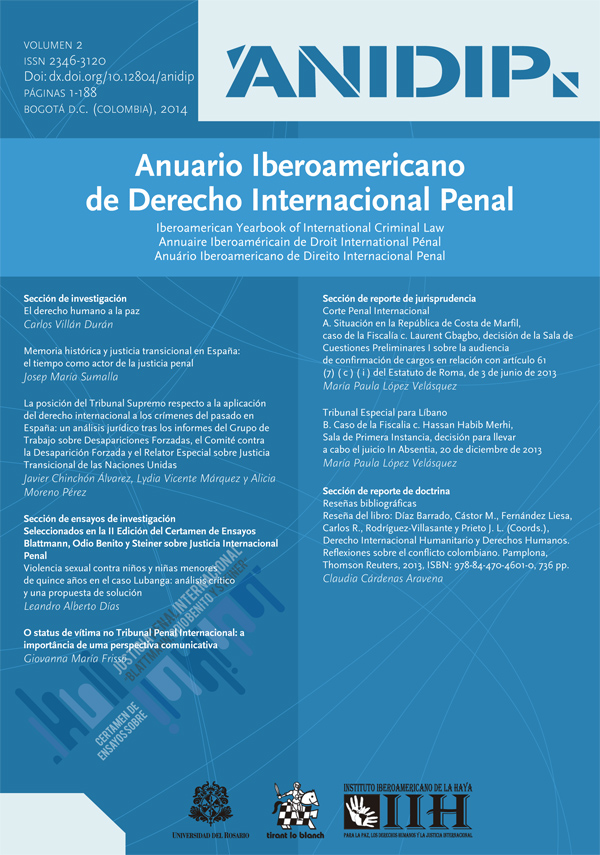 VOLUMEN 2
ISSN 2346-3120
Doi: dx.doi.org/10.12804/anidip
PÁGINAS 1-188
BOGOTÁ D.C. (COLOMBIA), 2014
ANIDIP
Anuario Iberoamericano
de Derecho Internacional Penal
Iberoamerican Yearbook of International Criminal Law
Annuaire Iberoaméricain de Droit International Pénal
Anuário Iberoamericano de Direito Internacional Penal
Sección de investigación
El derecho humano a la paz
Carlos Villán Durán
Memoria histórica y justicia transicional en España:
el tiempo como actor de la justicia penal
Josep María Sumalla
La posición del Tribunal Supremo respecto a la aplicación
del derecho internacional a los crímenes del pasado en
España: un análisis jurídico tras los informes del Grupo de
Trabajo sobre Desapariciones Forzadas, el Comité contra
la Desaparición Forzada y el Relator Especial sobre Justicia
Transicional de las Naciones Unidas
Javier Chinchón Álvarez, Lydia Vicente Márquez y Alicia
Moreno Pérez
Sección de ensayos de investigación
Seleccionados en la II Edición del Certamen de Ensayos
Blattmann, Odio Benito y Steiner sobre Justicia Internacional
Penal
Violencia sexual contra niños y niñas menores
de quince años en el caso Lubanga: análisis crítico
y una propuesta de solución
Leandro Alberto Dias
O status de vítima no Tribunal Penal Internacional: a
importância de uma perspectiva comunicativa
Giovanna Maria Frisso
JUSTICIA PENAL INTERNACIONAL
BLATTMANN, ODIO BENITO Y STEINER
CERTAMEN DE
ENSAYOS SOBRE
Sección de reporte de jurisprudencia
Corte Penal Internacional
A. Situación en la República de Costa de Marfil,
caso de la Fiscalía c. Laurent Gbagbo, decisión de la Sala de
Cuestiones Preliminares I sobre la audiencia
de confirmación de cargos en relación con artículo 61
(7) ( c ) ( i ) del Estatuto de Roma, de 3 de junio de 2013
María Paula López Velásquez
Tribunal Especial para Líbano
B. Caso de la Fiscalía c. Hassan Habib Merhi,
Sala de Primera Instancia, decisión para llevar
a cabo el juicio In Absentia, 20 de diciembre de 2013
María Paula López Velásquez
Sección de reporte de doctrina
Reseñas bibliográficas
Reseña del libro: Díaz Barrado, Cástor M., Fernández Liesa,
Carlos R., Rodríguez-Villasante y Prieto J. L. (Coords.),
Derecho Internacional Humanitario y Derechos Humanos.
Reflexiones sobre el conflicto colombiano. Pamplona,
Thomson Reuters, 2013, ISBN: 978-84-470-4601-0, 736 pp.
Claudia Cárdenas Aravena
UNIVERSIDAD DEL ROSARIO
tirant lo blanch
INSTITUTO IBEROAMERICANO DE LA HAYA
IIH
PARA LA PAZ, LOS DERECHOS HUMANOS Y LA JUSTICIA INTERNACIONAL